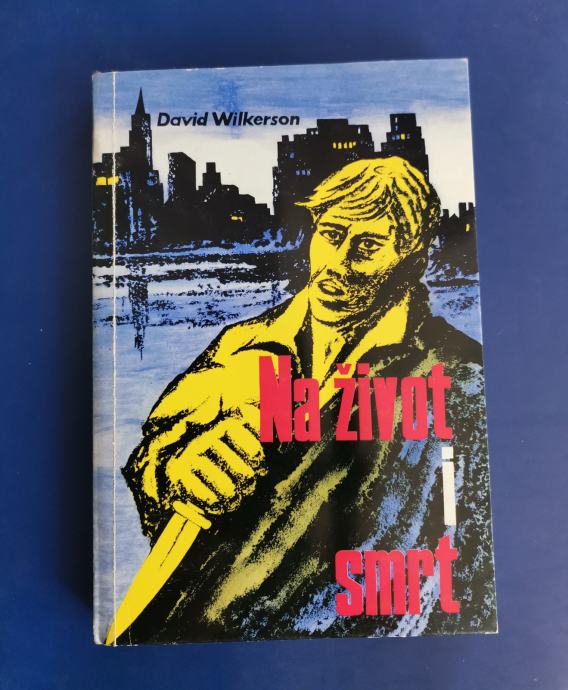 David Wilkerson
Na život
i
smrt